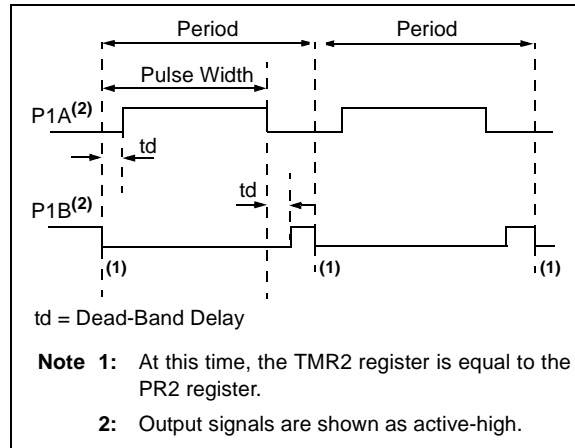 Period Period
Pulse Width
P1A(2)
td
td
P1B(2)
(1) (1) (1)
td = Dead-Band Delay
Note 1: At this time, the TMR2 register is equal to the
PR2 register.
2: Output signals are shown as active-high.